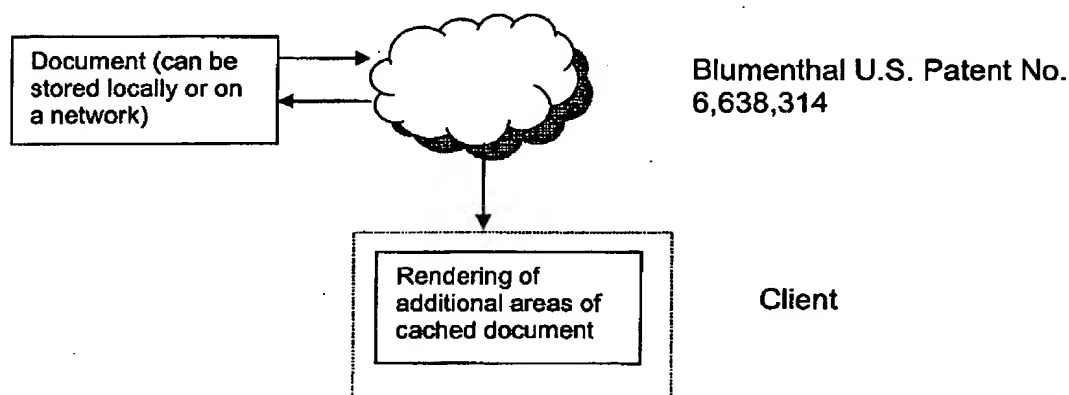 Document (can be
stored locally or on
a network)
Blumenthal U.S. Patent No.
6,638,314
Rendering of
additional areas of
cached document
Client